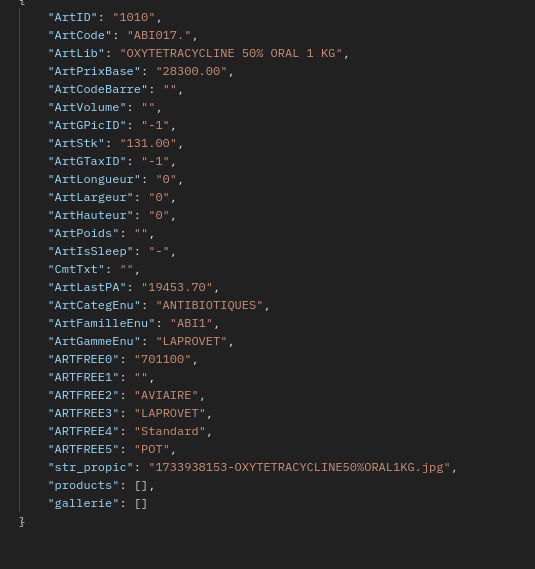 {
"ArtID": "1010",
"ArtCode": "ABI017.",
"ArtLib": "OXYTETRACYCLINE 50% ORAL 1 KG",
"ArtPrixBase": "28300.00",
"ArtCodeBarre": "",
"ArtVolume": "",
"ArtGPicID": "-1",
"ArtStk": "131.00",
"ArtGTaxID": "-1",
"ArtLongueur": "0",
"ArtLargeur": "0",
"ArtHauteur": "0",
"ArtPoids": "",
"ArtIsSleep": "-",
"CmtTxt": "",
"ArtLastPA": "19453.70",
"ArtCategEnu": "ANTIBIOTIQUES",
"ArtFamilleEnu": "ABI1",
"ArtGammeEnu": "LAPROVET",
"ARTFREE0": "701100",
"ARTFREE1": "",
"ARTFREE2": "AVIAIRE",
"ARTFREE3": "LAPROVET",
"ARTFREE4": "Standard",
"ARTFREE5": "POT",
"str_propic": "1733938153-OXYTETRACYCLINE50%ORAL1KG.jpg",
"products": [],
"gallerie": []
}